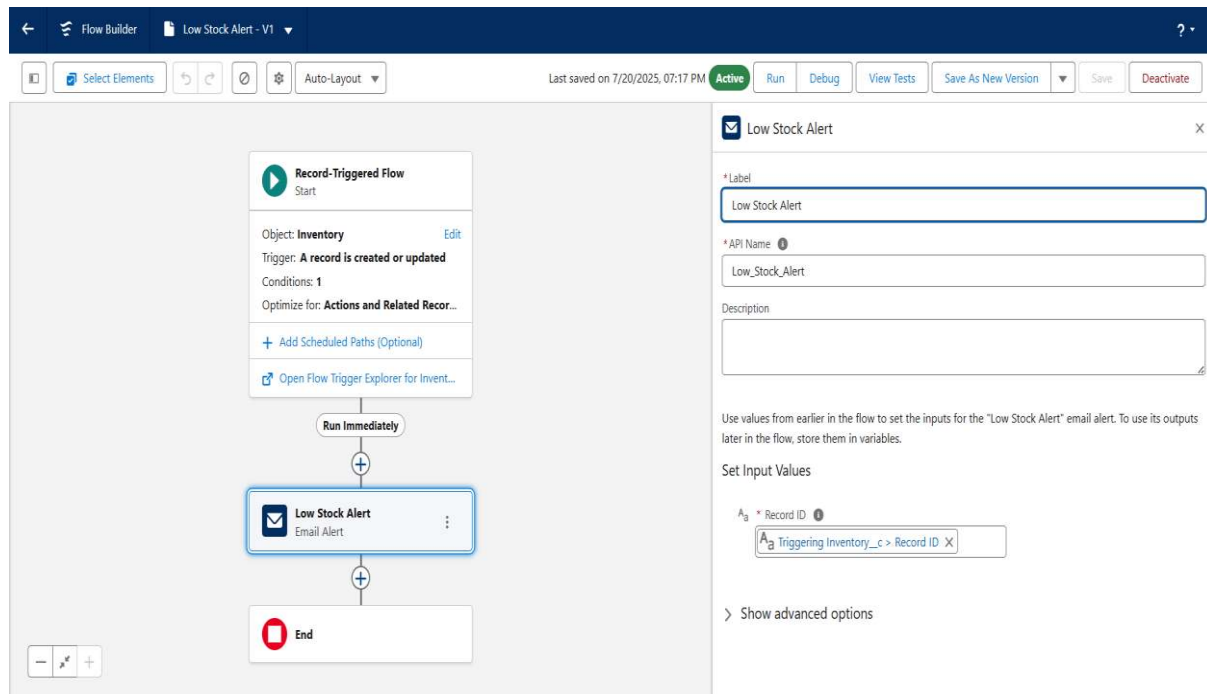 Flow Builder
Low Stock Alert - V1
?
Select Elements
Auto-Layout
Last saved on 7/20/2025, 07:17 PM
Active
Run
Debug
View Tests
Save As New Version
Save
Deactivate
Record-Triggered Flow
Start
Object: Inventory
Edit
Trigger: A record is created or updated
Conditions: 1
Optimize for: Actions and Related Recor...
+ Add Scheduled Paths (Optional)
Open Flow Trigger Explorer for Invent...
Run Immediately
Low Stock Alert
Email Alert
End
Low Stock Alert
* Label
Low Stock Alert
* API Name
Low_Stock_Alert
Description
Use values from earlier in the flow to set the inputs for the "Low Stock Alert" email alert. To use its outputs
later in the flow, store them in variables.
Set Input Values
Aa * Record ID
Aa Triggering Inventory__c > Record ID
Show advanced options